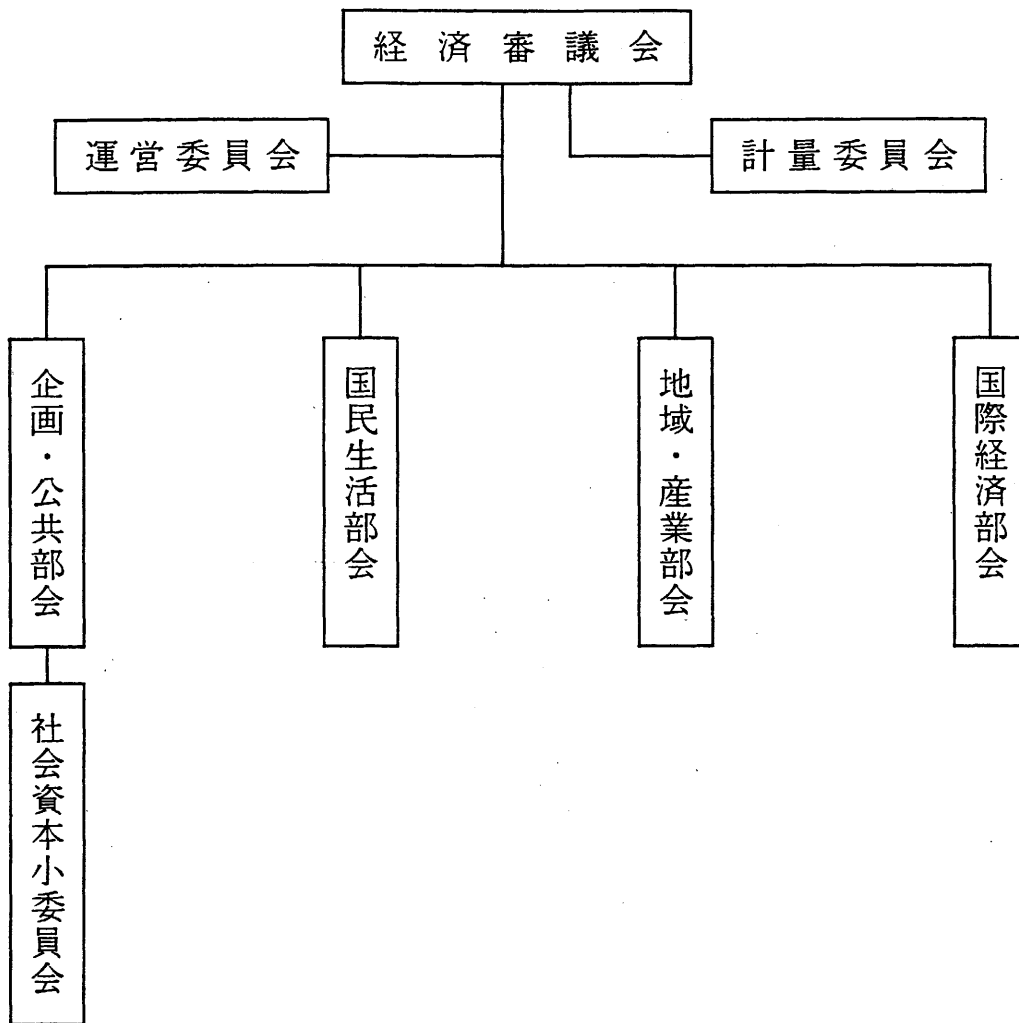 経済審議会
運営委員会
計量委員会
企画・公共部会
国民生活部会
地域・産業部会
国際経済部会
社会資本小委員会